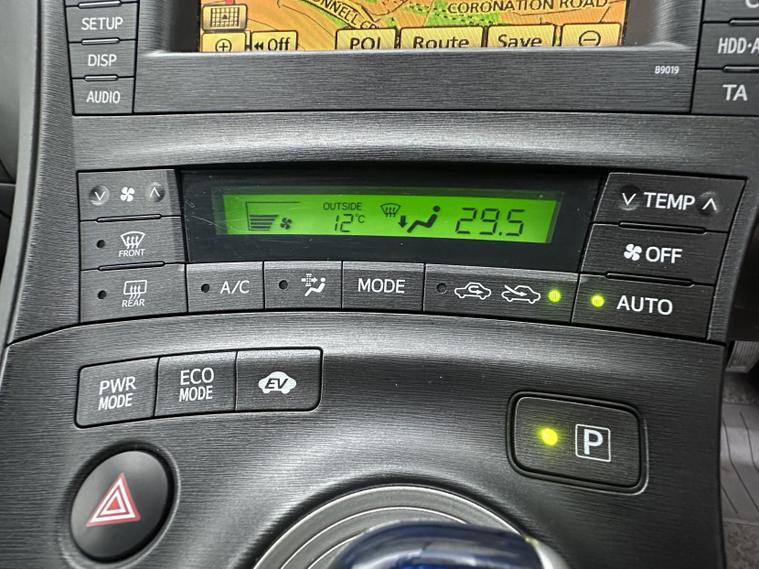 CORONATION ROAD
SETUP
Off
POI
Route
Save
DISP
HDD
AUDIO
B9019
TA
OUTSIDE
12°C
29.5
TEMP
FRONT
OFF
REAR
A/C
MODE
AUTO
PWR
MODE
ECO
MODE
EV
P